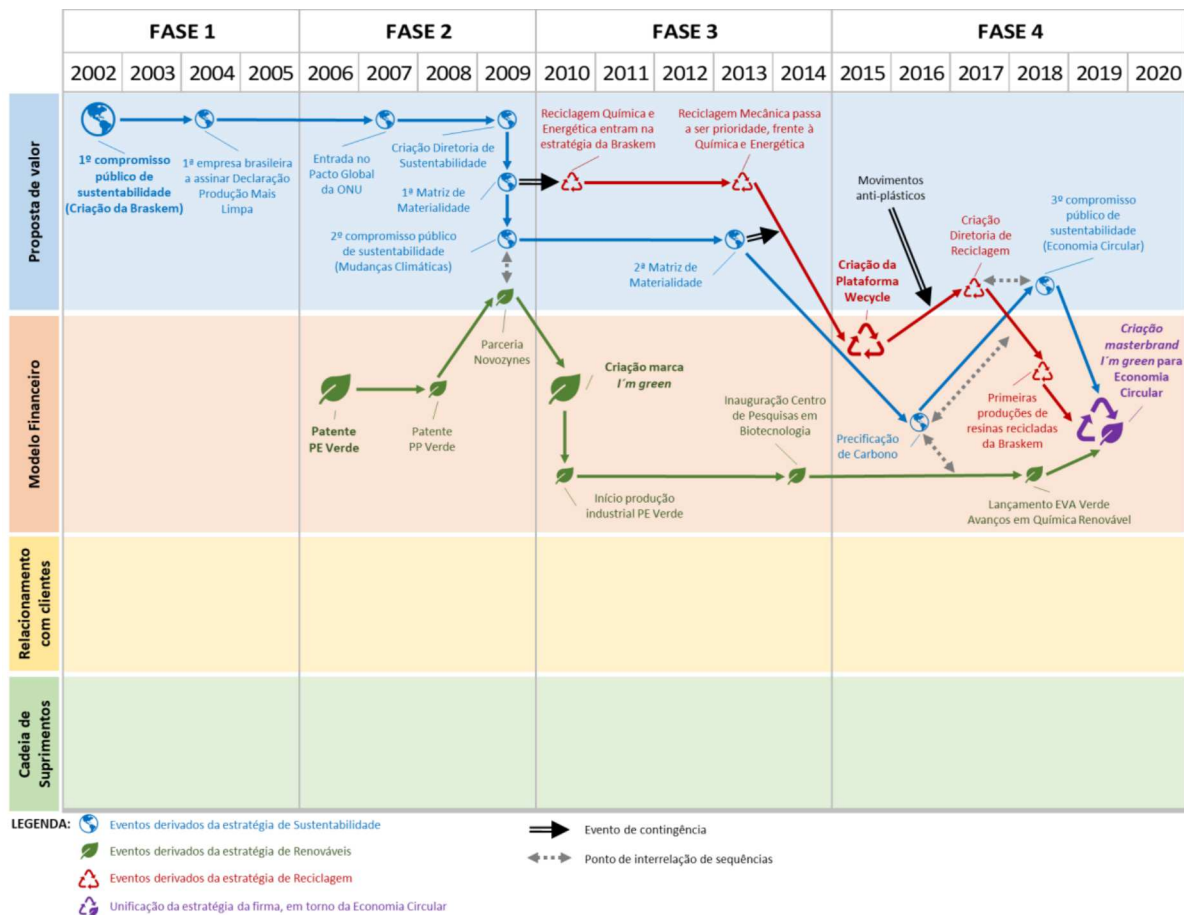 FASE 1 FASE 2 FASE 3 FASE 4
2002 2003 2004 2005 2006 2007 2008 2009 2010 2011 2012 2013 2014 2015 2016 2017 2018 2019 2020
Proposta de valor
1º compromisso
público de
sustentabilidade
(Criação da Braskem)
1ª empresa brasileira
a assinar Declaração
Produção Mais
Limpa
Entrada no
Pacto Global
da ONU
Criação Diretoria de
Sustentabilidade
1ª Matriz de
Materialidade
2º compromisso público
de sustentabilidade
(Mudanças Climáticas)
Reciclagem Química e
Energética entram na
estratégia da Braskem
Reciclagem Mecânica passa
a ser prioridade, frente à
Química e Energética
2ª Matriz de
Materialidade
Movimentos
anti-plásticos
Criação da
Plataforma
Wecycle
Criação
Diretoria de
Reciclagem
3º compromisso
público de
sustentabilidade
(Economia Circular)
Modelo Financeiro
Patente
PE Verde
Patente
PP Verde
Parceria
Novozynes
Criação marca
I´m green
Início produção
industrial PE Verde
Inauguração Centro
de Pesquisas em
Biotecnologia
Precificação
de Carbono
Primeiras
produções de
resinas recicladas
da Braskem
Criação
masterbrand
I´m green para
Economia
Circular
Lançamento EVA Verde
Avanços em Química Renovável
Relacionamento
com clientes
Cadeia de
Suprimentos
LEGENDA:
Eventos derivados da estratégia de Sustentabilidade
Eventos derivados da estratégia de Renováveis
Eventos derivados da estratégia de Reciclagem
Unificação da estratégia da firma, em torno da Economia Circular
Evento de contingência
Ponto de interrelação de sequências